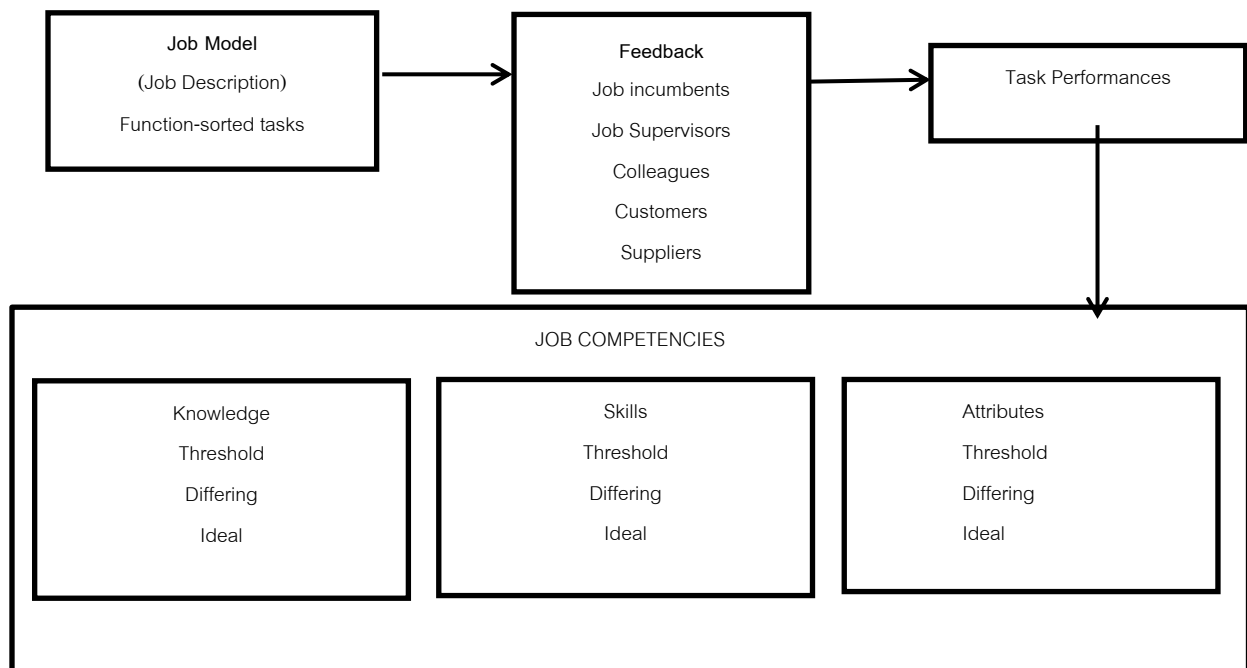 Job Model
(Job Description)
Function-sorted tasks
Feedback
Job incumbents
Job Supervisors
Colleagues
Customers
Suppliers
Task Performances
JOB COMPETENCIES
Knowledge
Threshold
Differing
Ideal
Skills
Threshold
Differing
Ideal
Attributes
Threshold
Differing
Ideal